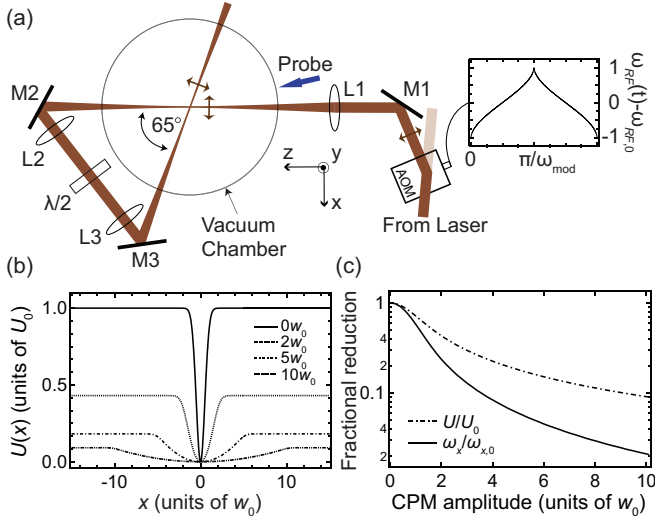 (a)
M2
L2
λ/2
L3
M3
65°
Vacuum
Chamber
Probe
L1
M1
z
y
x
AOM
From Laser
ω_RF(t)-ω_RF,0
1
0
-1
0
π/ω_mod
(b)
U(x) (units of U_0)
1.0
0.5
0.0
0w_0
2w_0
5w_0
10w_0
-10
0
10
x (units of w_0)
(c)
Fractional reduction
1
4
2
0.1
4
2
U/U_0
ω_x/ω_x,0
0
2
4
6
8
10
CPM amplitude (units of w_0)